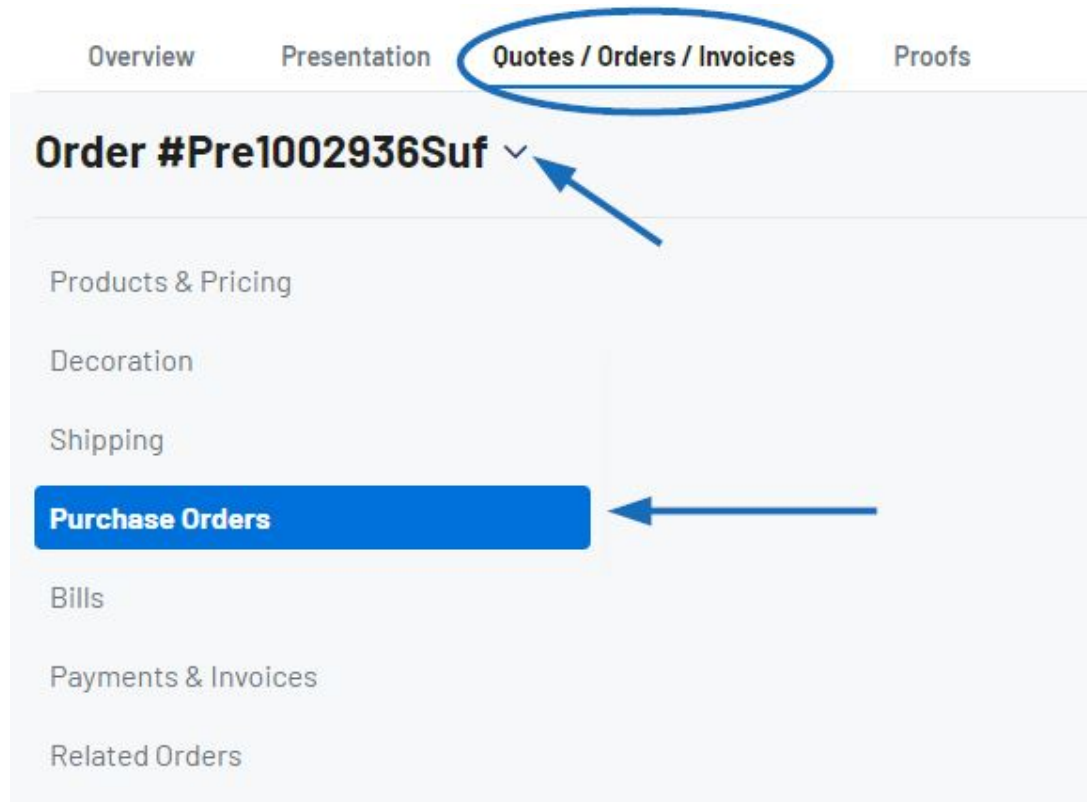 Overview Presentation Quotes / Orders / Invoices Proofs
Order #Pre1002936Suf
Products & Pricing
Decoration
Shipping
Purchase Orders
Bills
Payments & Invoices
Related Orders